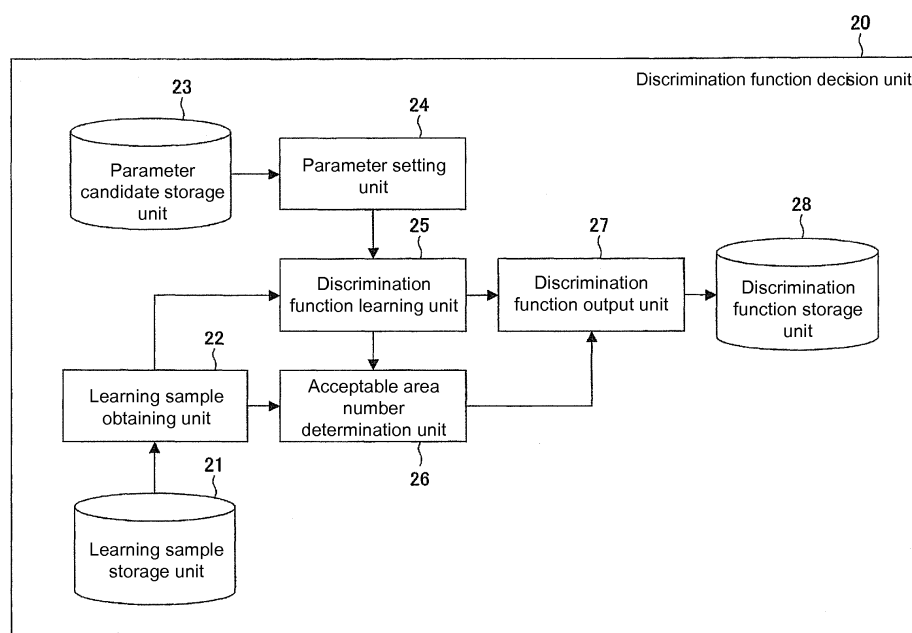 20
Discrimination function decision unit
23
Parameter
candidate storage
unit
24
Parameter setting
unit
25
Discrimination
function learning unit
27
Discrimination
function output unit
28
Discrimination
function storage
unit
22
Learning sample
obtaining unit
Acceptable area
number
determination unit
26
21
Learning sample
storage unit